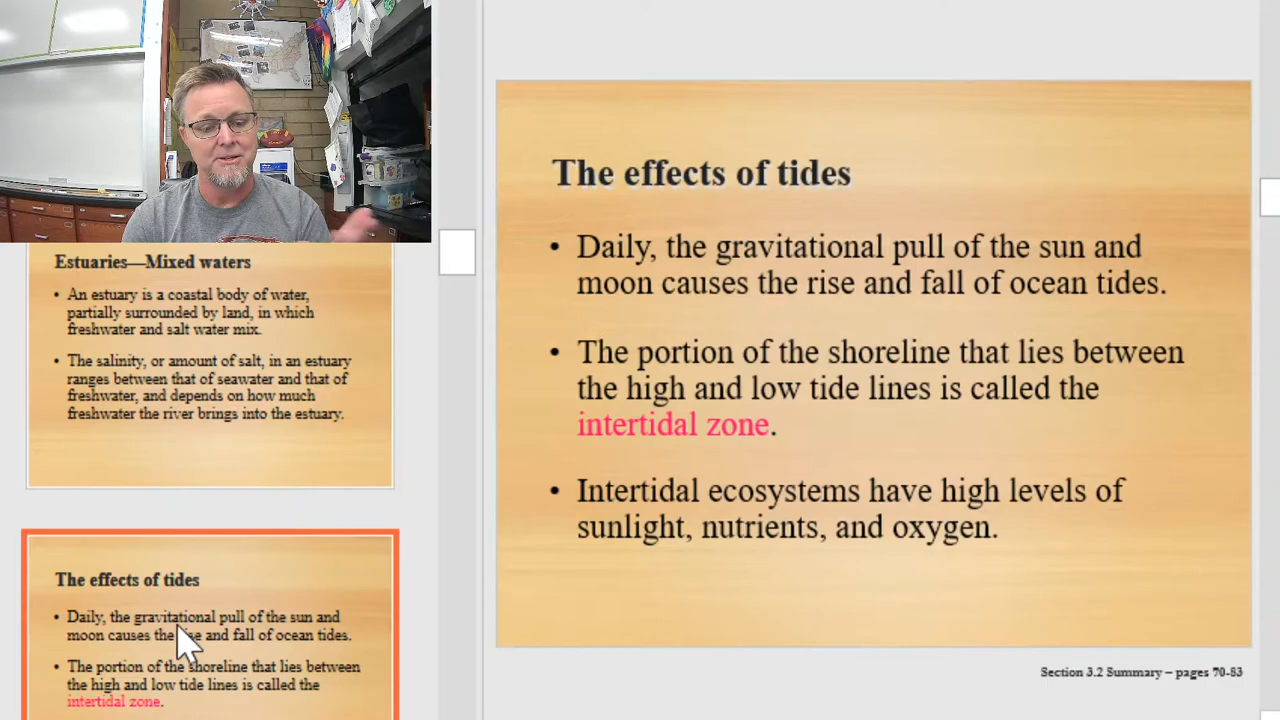 Estuaries—Mixed waters
• An estuary is a coastal body of water,
partially surrounded by land, in which
freshwater and salt water mix.
• The salinity, or amount of salt, in an estuary
ranges between that of seawater and that of
freshwater, and depends on how much
freshwater the river brings into the estuary.
The effects of tides
• Daily, the gravitational pull of the sun and
moon causes the rise and fall of ocean tides.
• The portion of the shoreline that lies between
the high and low tide lines is called the
intertidal zone.
The effects of tides
• Daily, the gravitational pull of the sun and
moon causes the rise and fall of ocean tides.
• The portion of the shoreline that lies between
the high and low tide lines is called the
intertidal zone.
• Intertidal ecosystems have high levels of
sunlight, nutrients, and oxygen.
Section 3.2 Summary – pages 70-83